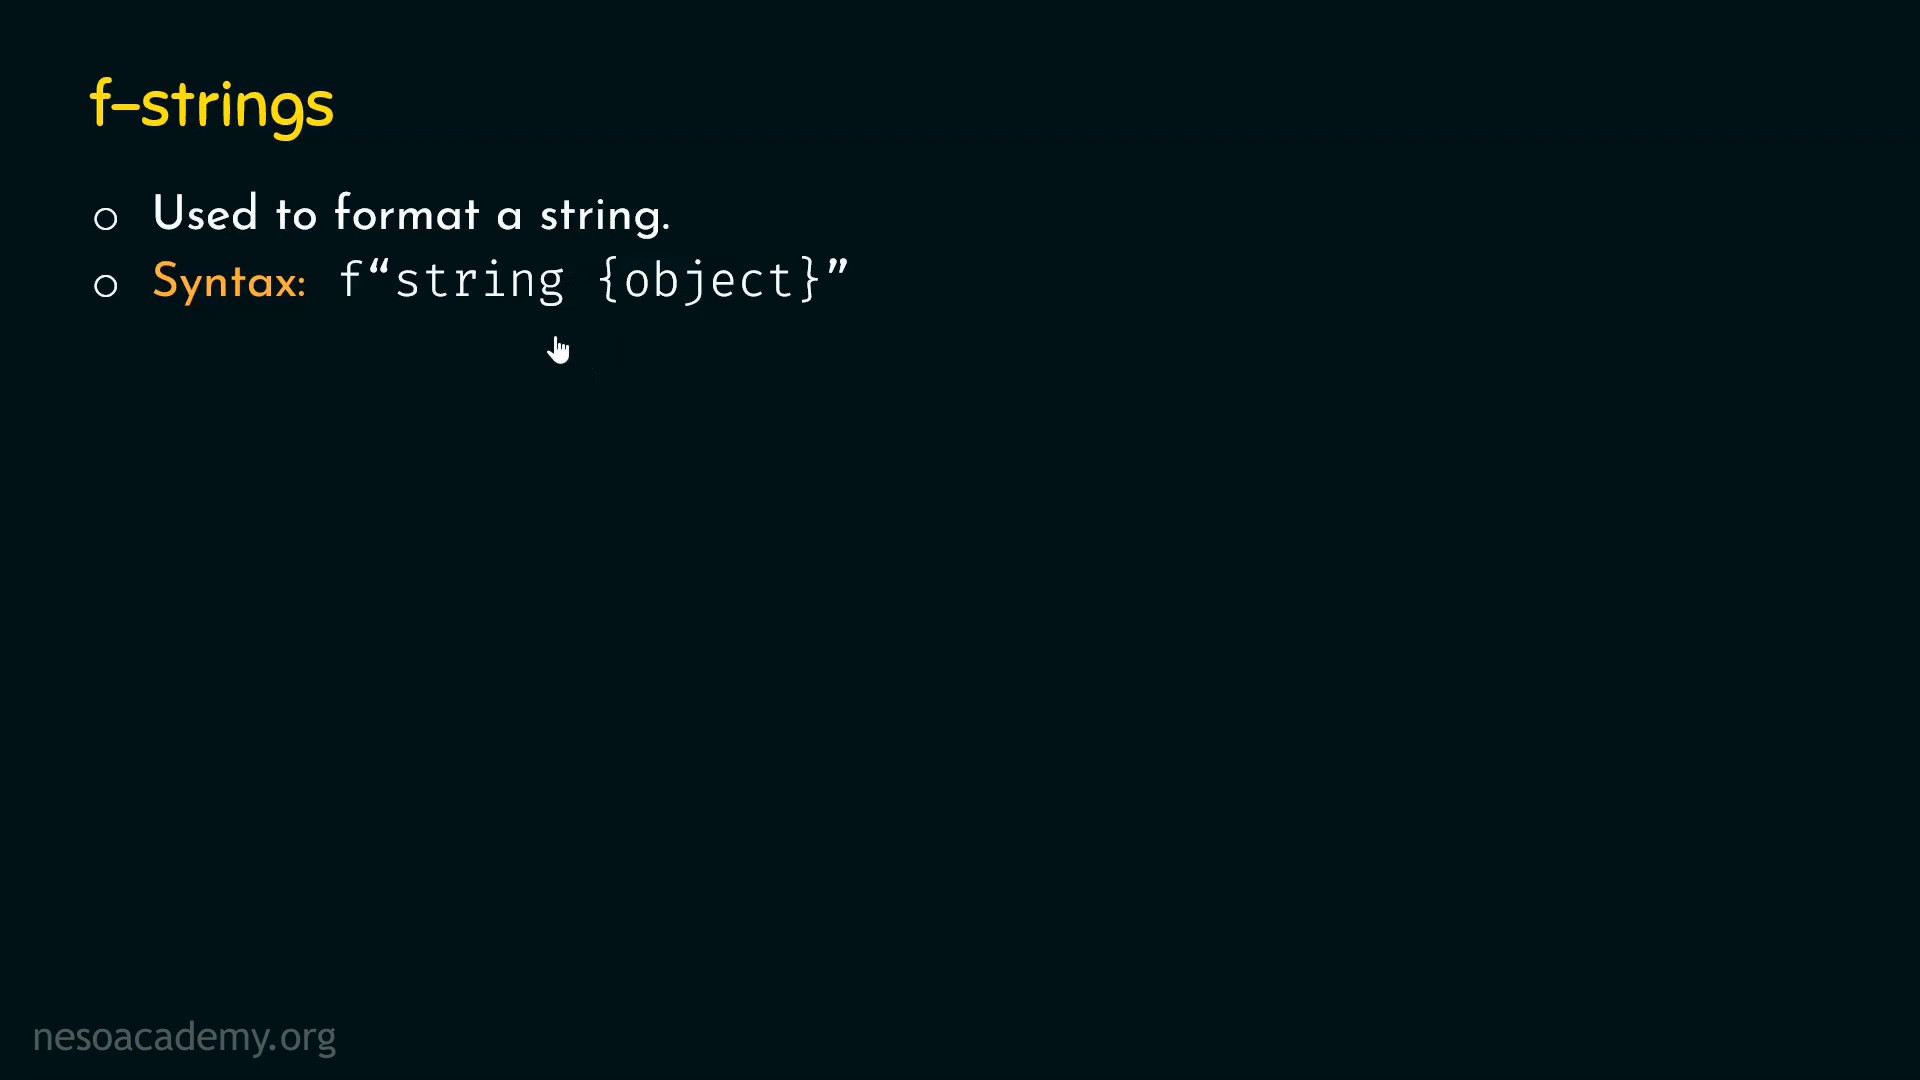 f-strings
○ Used to format a string.
○ Syntax: f“string {object}”
nesoacademy.org